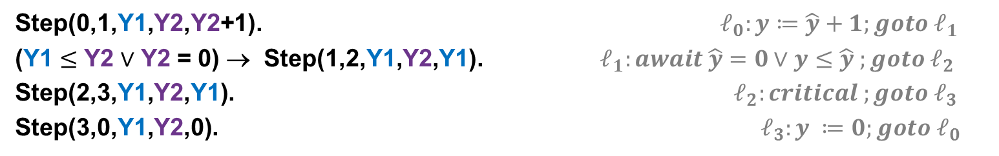 Step(0,1,Y1,Y2,Y2+1). ℓ₀: y ≔ ŷ + 1; goto ℓ₁
(Y1 ≤ Y2 ∨ Y2 = 0) → Step(1,2,Y1,Y2,Y1). ℓ₁: await ŷ = 0 ∨ y ≤ ŷ ; goto ℓ₂
Step(2,3,Y1,Y2,Y1). ℓ₂: critical ; goto ℓ₃
Step(3,0,Y1,Y2,0). ℓ₃: y ≔ 0; goto ℓ₀